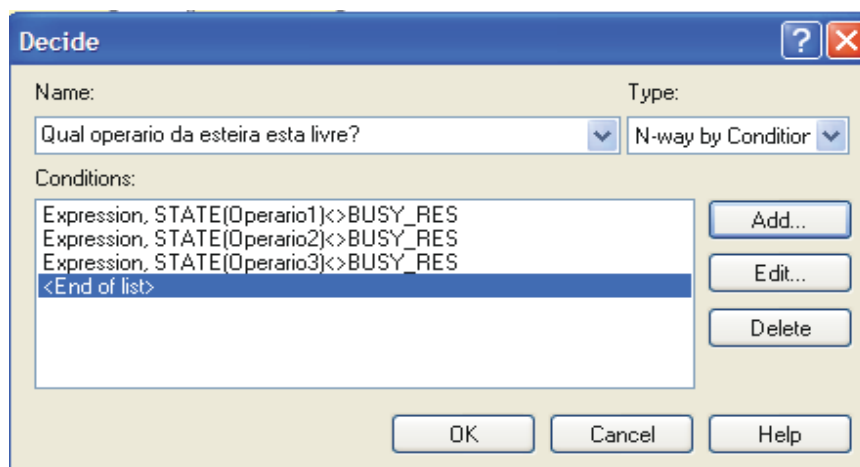 Decide
Name:
Type:
Qual operario da esteira esta livre?
N-way by Condition
Conditions:
Expression, STATE(Operario1)<>BUSY_RES
Expression, STATE(Operario2)<>BUSY_RES
Expression, STATE(Operario3)<>BUSY_RES
<End of list>
Add...
Edit...
Delete
OK
Cancel
Help